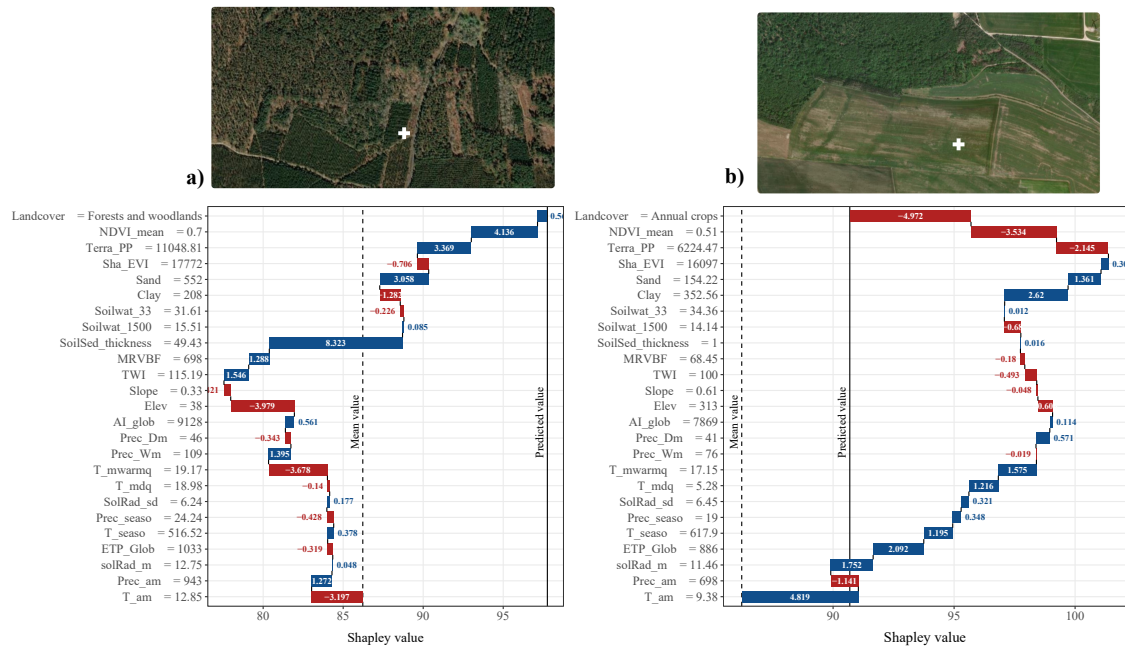 a)
b)
Landcover = Forests and woodlands
NDVI_mean = 0.7
4.136
Terra_PP = 11048.81
3.369
Sha_EVI = 17772
−0.706
Sand = 552
3.058
Clay = 208
Soilwat_33 = 31.61
−0.226
Soilwat_1500 = 15.51
0.085
SoilSed_thickness = 49.43
8.323
MRVBF = 698
1.288
TWI = 115.19
1.546
Slope = 0.33
Elev = 38
−3.979
AI_glob = 9128
0.561
Prec_Dm = 46
−0.343
Prec_Wm = 109
1.395
T_mwarmq = 19.17
−3.678
T_mdq = 18.98
−0.14
SolRad_sd = 6.24
0.177
Prec_seaso = 24.24
−0.428
T_seaso = 516.52
0.378
ETP_Glob = 1033
−0.319
solRad_m = 12.75
0.048
Prec_am = 943
1.272
T_am = 12.85
−3.197
Mean value
Predicted value
80 85 90 95
Shapley value
Landcover = Annual crops
−4.972
NDVI_mean = 0.51
−3.534
Terra_PP = 6224.47
−2.145
Sha_EVI = 16097
Sand = 154.22
1.361
Clay = 352.56
2.62
Soilwat_33 = 34.36
0.012
Soilwat_1500 = 14.14
SoilSed_thickness = 1
0.016
MRVBF = 68.45
−0.18
TWI = 100
−0.493
Slope = 0.61
−0.048
Elev = 313
AI_glob = 7869
0.114
Prec_Dm = 41
0.571
Prec_Wm = 76
−0.019
T_mwarmq = 17.15
1.575
T_mdq = 5.28
1.216
SolRad_sd = 6.45
0.321
Prec_seaso = 19
0.348
T_seaso = 617.9
1.195
ETP_Glob = 886
2.092
solRad_m = 11.46
1.752
Prec_am = 698
−1.141
T_am = 9.38
4.819
Mean value
Predicted value
90 95 100
Shapley value